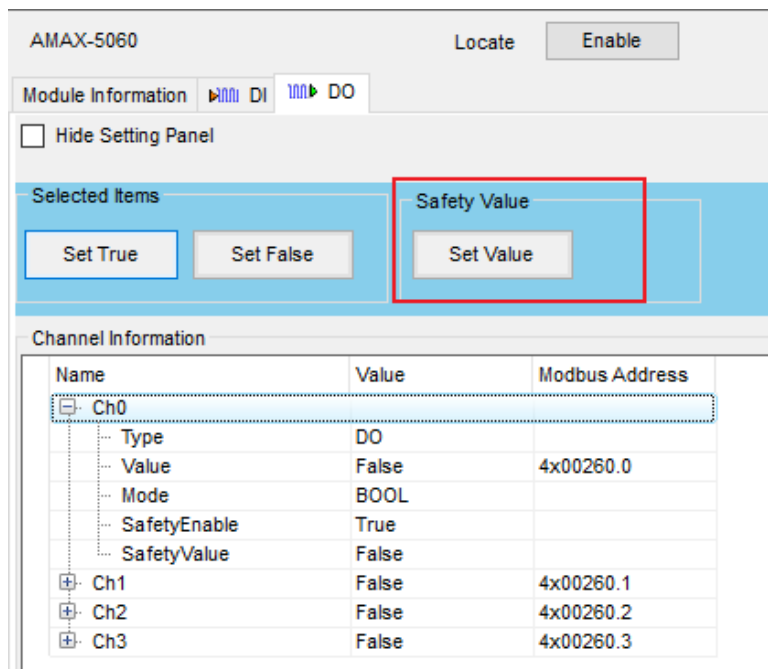 AMAX-5060 Locate Enable
Module Information DI DO
Hide Setting Panel
Selected Items Safety Value
Set True Set False Set Value
Channel Information
Name Value Modbus Address
Ch0
Type DO
Value False 4x00260.0
Mode BOOL
SafetyEnable True
SafetyValue False
Ch1 False 4x00260.1
Ch2 False 4x00260.2
Ch3 False 4x00260.3